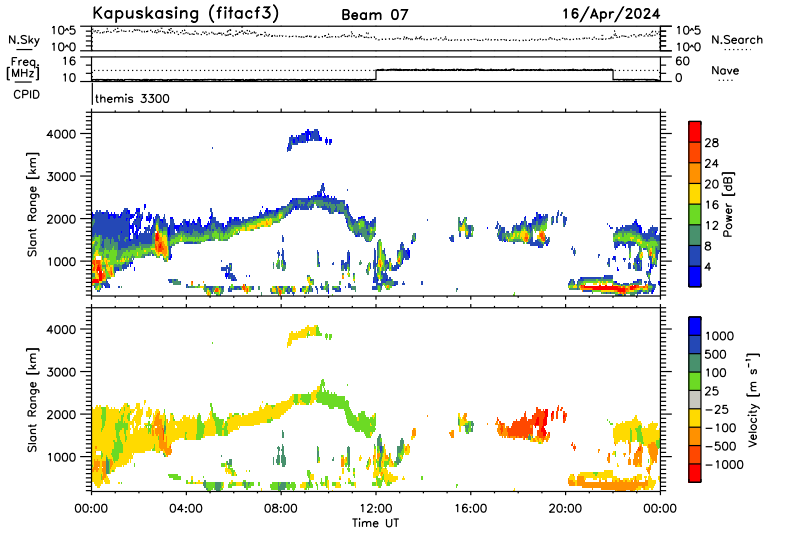 Kapuskasing (fitacf3) Beam 07 16/Apr/2024
N.Sky 10^5 10^0 10^5 10^0 N.Search
Freq. [MHz] 16 10 60 0 Nave
CPID themis 3300
Slant Range [km] 4000 3000 2000 1000
Power [dB] 28 24 20 16 12 8 4
Slant Range [km] 4000 3000 2000 1000
Velocity [m s⁻¹] 1000 500 100 25 −25 −100 −500 −1000
00:00 04:00 08:00 12:00 16:00 20:00 00:00
Time UT